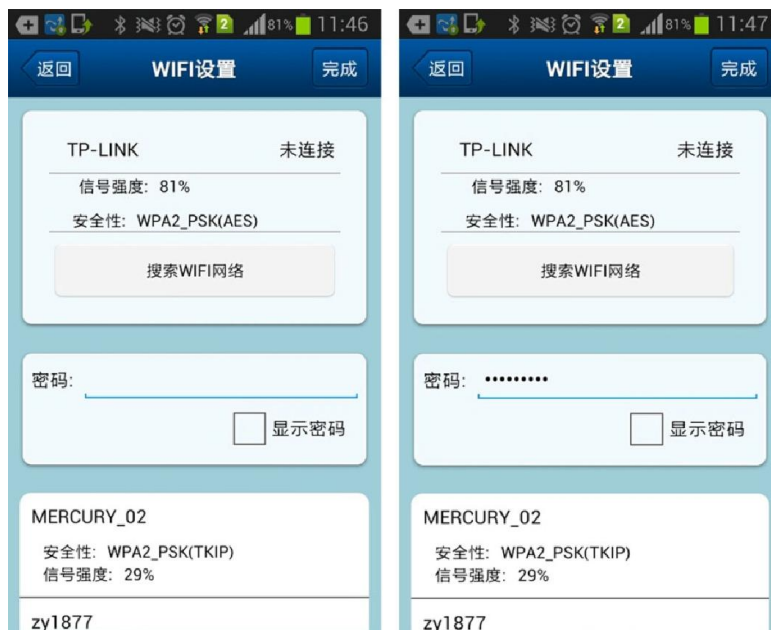 2 81% 11:46
返回 WIFI设置 完成
TP-LINK 未连接
信号强度: 81%
安全性: WPA2_PSK(AES)
搜索WIFI网络
密码:
显示密码
MERCURY_02
安全性: WPA2_PSK(TKIP)
信号强度: 29%
zy1877
2 81% 11:47
返回 WIFI设置 完成
TP-LINK 未连接
信号强度: 81%
安全性: WPA2_PSK(AES)
搜索WIFI网络
密码: •••••••••
显示密码
MERCURY_02
安全性: WPA2_PSK(TKIP)
信号强度: 29%
zy1877